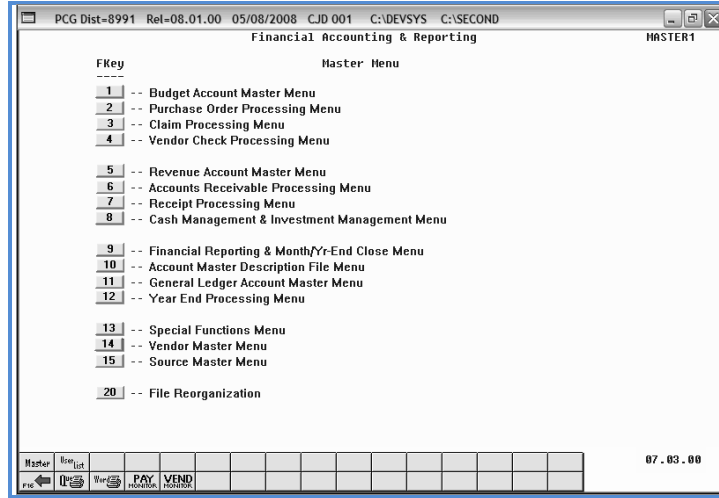 PCG Dist=8991 Rel=08.01.00 05/08/2008 CJD 001 C:\DEVSYS C:\SECOND
Financial Accounting & Reporting MASTER1
FKey Master Menu
----
1 -- Budget Account Master Menu
2 -- Purchase Order Processing Menu
3 -- Claim Processing Menu
4 -- Vendor Check Processing Menu
5 -- Revenue Account Master Menu
6 -- Accounts Receivable Processing Menu
7 -- Receipt Processing Menu
8 -- Cash Management & Investment Management Menu
9 -- Financial Reporting & Month/Yr-End Close Menu
10 -- Account Master Description File Menu
11 -- General Ledger Account Master Menu
12 -- Year End Processing Menu
13 -- Special Functions Menu
14 -- Vendor Master Menu
15 -- Source Master Menu
20 -- File Reorganization
Master User List 07.03.00
F16 PAY MONITOR VEND MONITOR